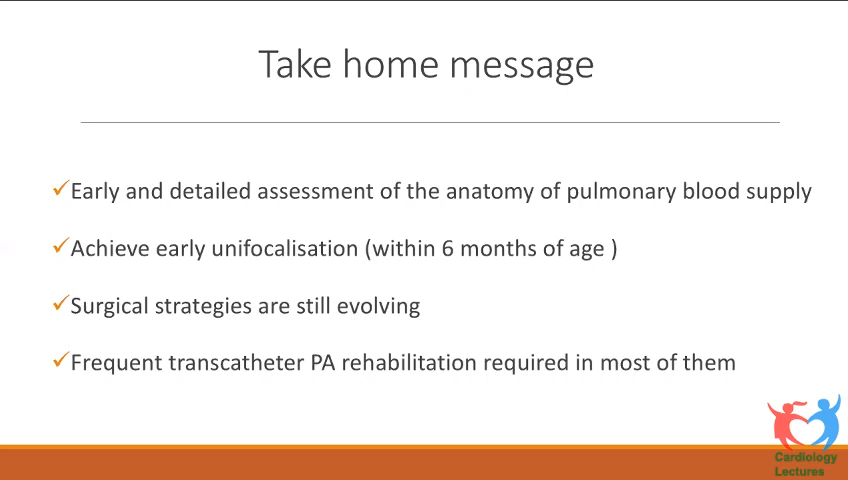 Take home message
Early and detailed assessment of the anatomy of pulmonary blood supply
Achieve early unifocalisation (within 6 months of age )
Surgical strategies are still evolving
Frequent transcatheter PA rehabilitation required in most of them
Cardiology
Lectures